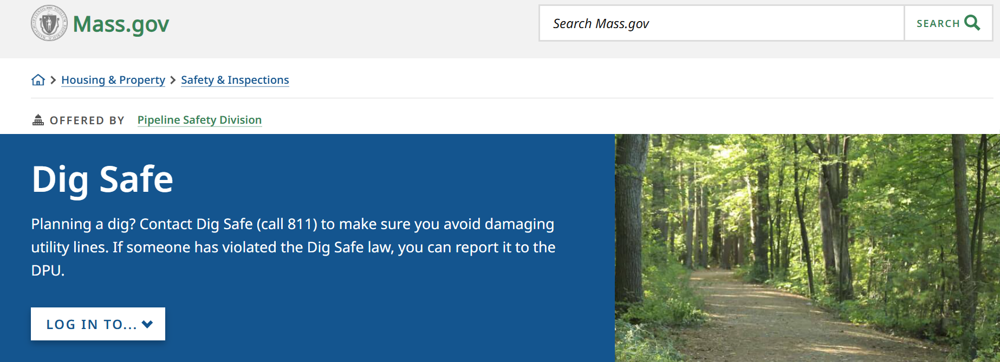 Mass.gov
Search Mass.gov
SEARCH
Housing & Property
Safety & Inspections
OFFERED BY Pipeline Safety Division
Dig Safe
Planning a dig? Contact Dig Safe (call 811) to make sure you avoid damaging
utility lines. If someone has violated the Dig Safe law, you can report it to the
DPU.
LOG IN TO...